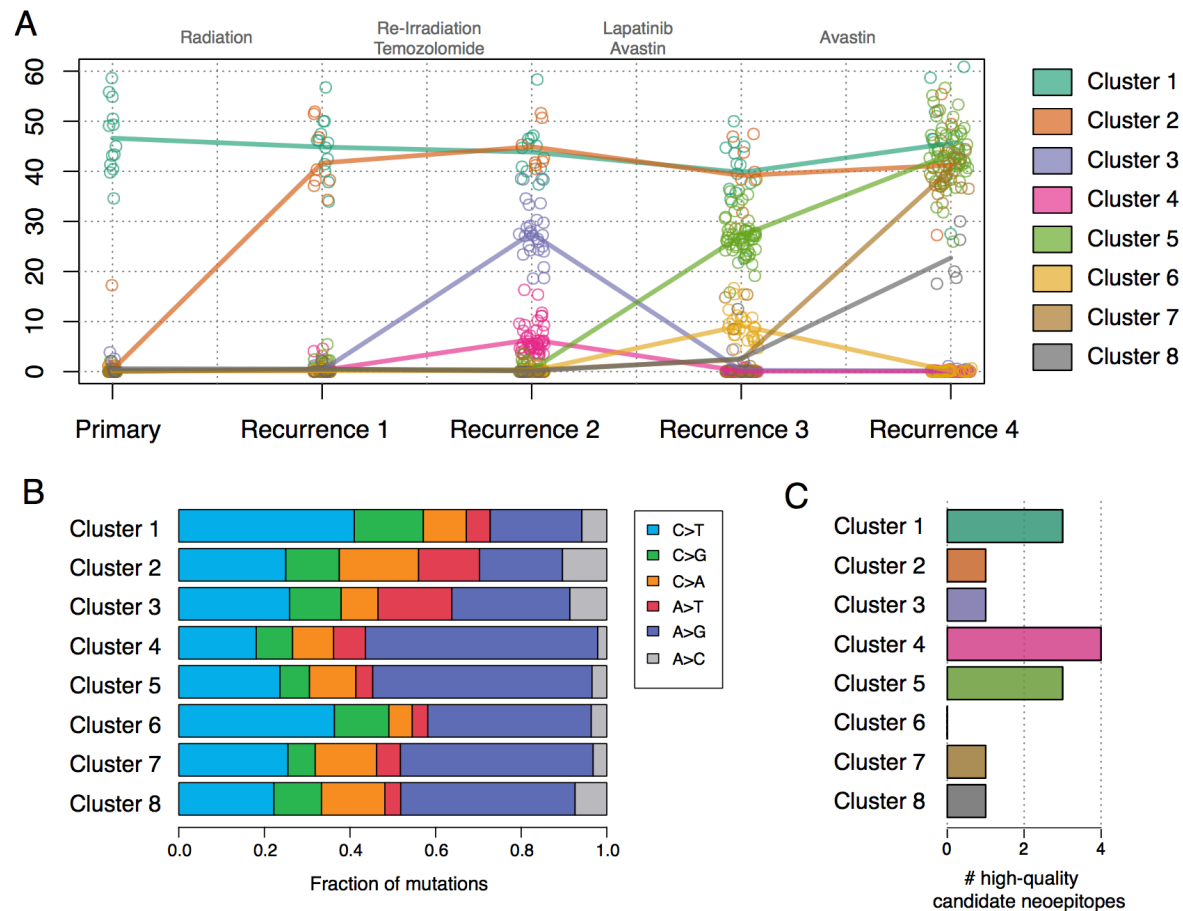 A
Radiation
Re-Irradiation
Temozolomide
Lapatinib
Avastin
Avastin
60
50
40
30
20
10
0
Primary
Recurrence 1
Recurrence 2
Recurrence 3
Recurrence 4
Cluster 1
Cluster 2
Cluster 3
Cluster 4
Cluster 5
Cluster 6
Cluster 7
Cluster 8
B
Cluster 1
Cluster 2
Cluster 3
Cluster 4
Cluster 5
Cluster 6
Cluster 7
Cluster 8
0.0 0.2 0.4 0.6 0.8 1.0
Fraction of mutations
C>T
C>G
C>A
A>T
A>G
A>C
C
Cluster 1
Cluster 2
Cluster 3
Cluster 4
Cluster 5
Cluster 6
Cluster 7
Cluster 8
0 2 4
# high-quality
candidate neoepitopes